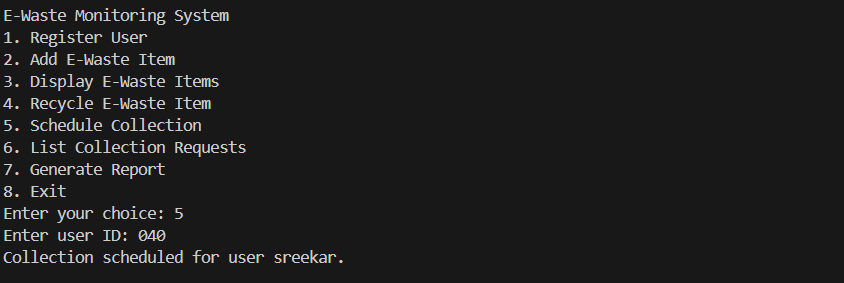 E-Waste Monitoring System
1. Register User
2. Add E-Waste Item
3. Display E-Waste Items
4. Recycle E-Waste Item
5. Schedule Collection
6. List Collection Requests
7. Generate Report
8. Exit
Enter your choice: 5
Enter user ID: 040
Collection scheduled for user sreekar.